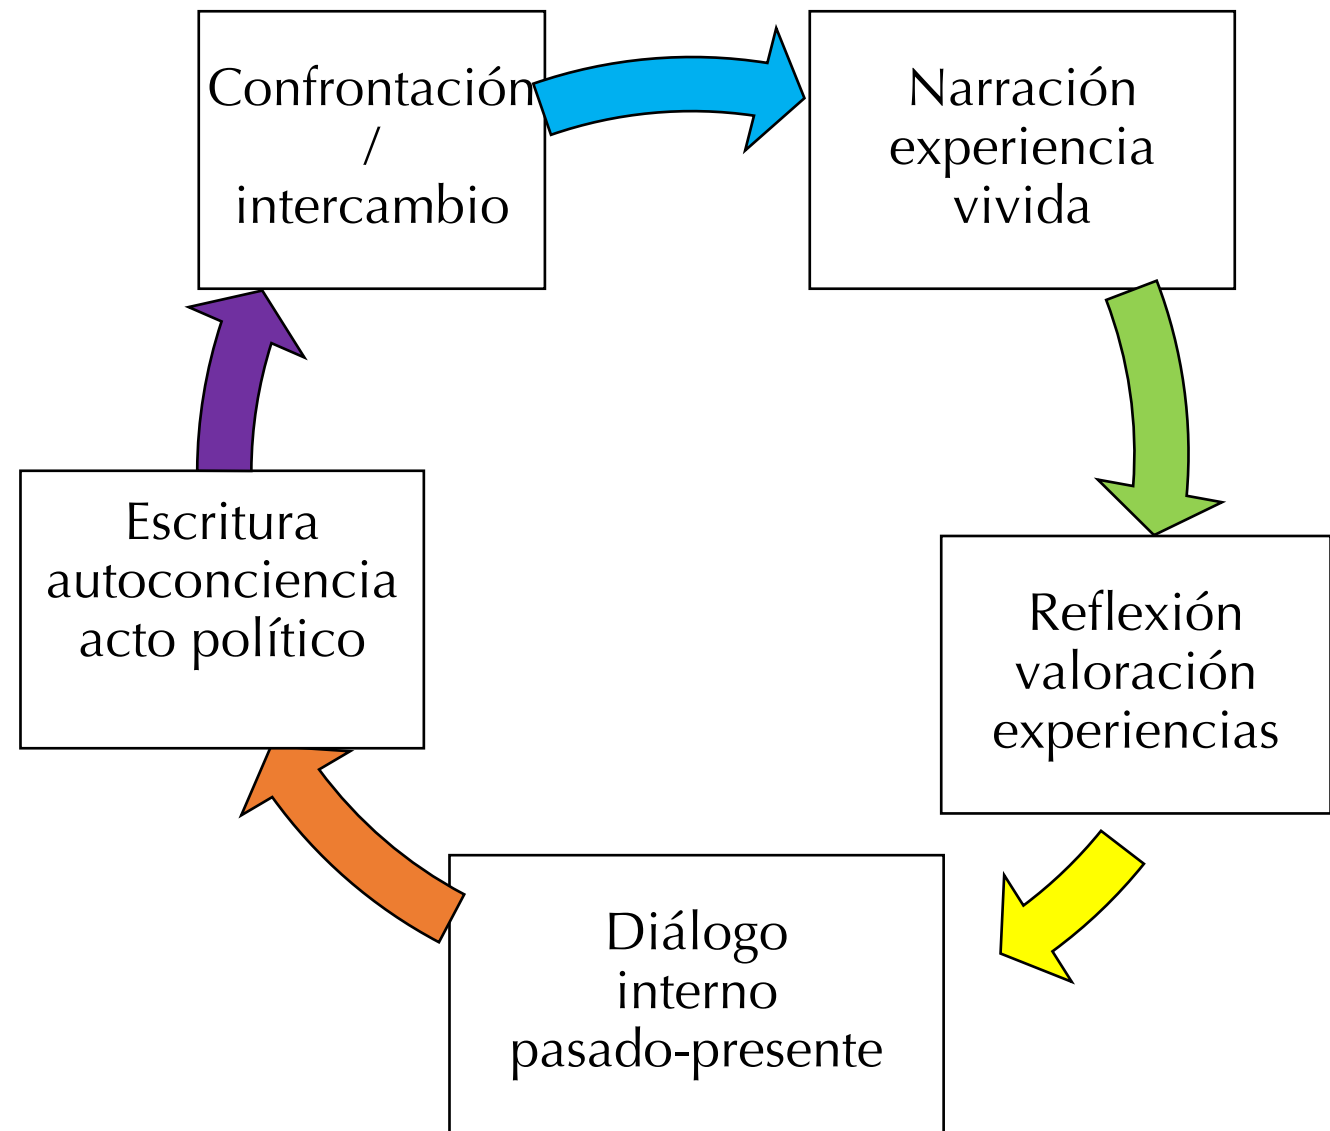 Confrontación
/
intercambio
Narración
experiencia
vivida
Reflexión
valoración
experiencias
Diálogo
interno
pasado-presente
Escritura
autoconciencia
acto político